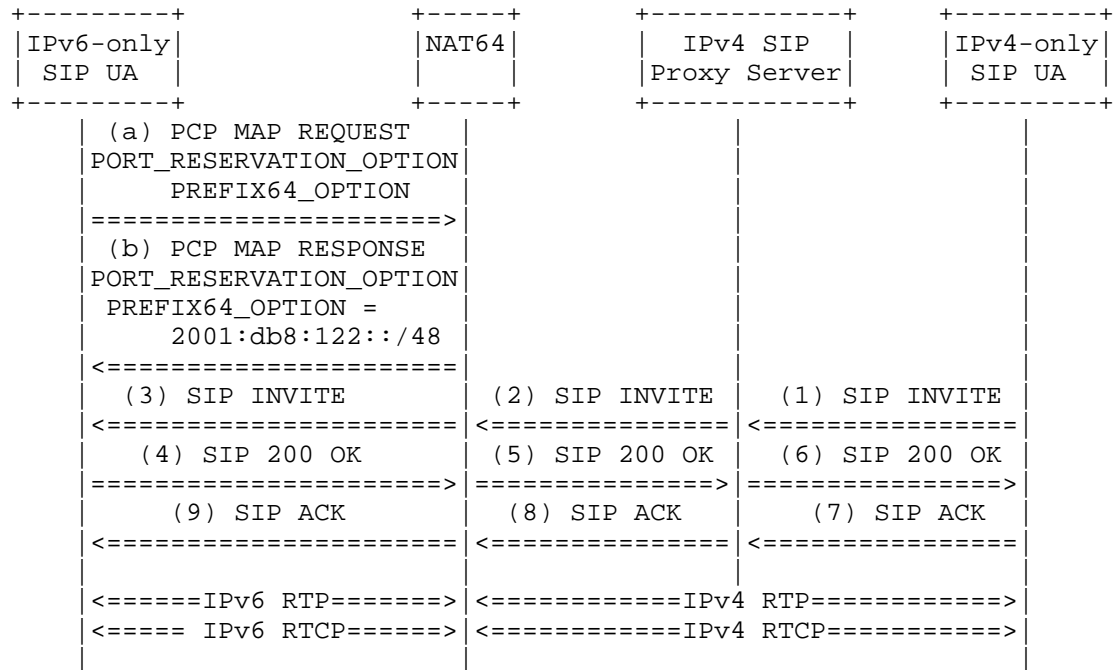 +---------+ +-----+ +------------+ +---------+
|IPv6-only| |NAT64| | IPv4 SIP | |IPv4-only|
| SIP UA | | | |Proxy Server| | SIP UA |
+---------+ +-----+ +------------+ +---------+
| (a) PCP MAP REQUEST | | |
|PORT_RESERVATION_OPTION| | |
| PREFIX64_OPTION | | |
|======================>| | |
| (b) PCP MAP RESPONSE | | |
|PORT_RESERVATION_OPTION| | |
| PREFIX64_OPTION = | | |
| 2001:db8:122::/48 | | |
|<======================| | |
| (3) SIP INVITE | (2) SIP INVITE | (1) SIP INVITE |
|<======================|<===============|<================|
| (4) SIP 200 OK | (5) SIP 200 OK | (6) SIP 200 OK |
|======================>|===============>|================>|
| (9) SIP ACK | (8) SIP ACK | (7) SIP ACK |
|<======================|<===============|<================|
| | | |
|<======IPv6 RTP=======>|<============IPv4 RTP============>|
|<===== IPv6 RTCP======>|<============IPv4 RTCP===========>|
| | |